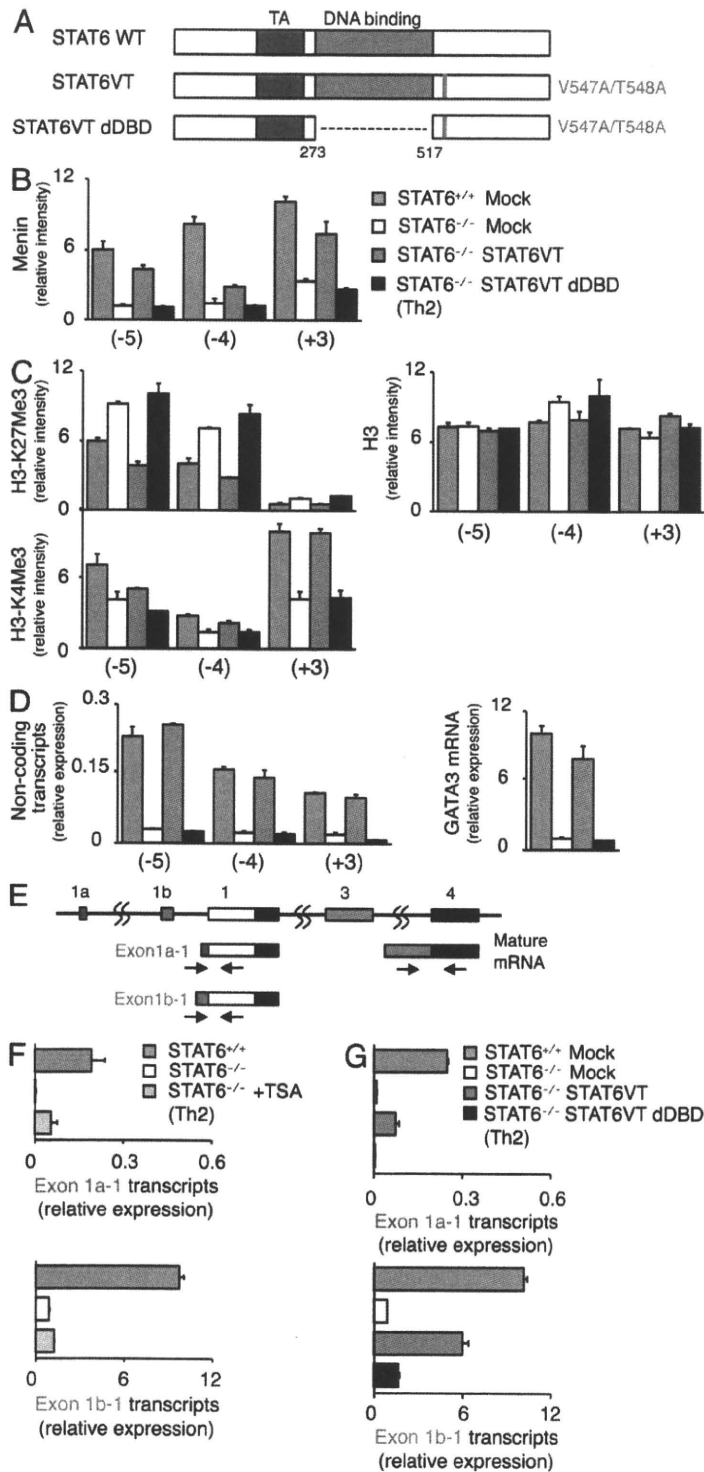 A
TA DNA binding
STAT6 WT
STAT6VT V547A/T548A
STAT6VT dDBD V547A/T548A
273 517
B
Menin
(relative intensity)
12
6
0
(-5) (-4) (+3)
STAT6+/+ Mock
STAT6-/- Mock
STAT6-/- STAT6VT
STAT6-/- STAT6VT dDBD
(Th2)
C
H3-K27Me3
(relative intensity)
12
6
0
(-5) (-4) (+3)
H3
(relative intensity)
12
6
0
(-5) (-4) (+3)
H3-K4Me3
(relative intensity)
6
0
(-5) (-4) (+3)
D
Non-coding
transcripts
(relative expression)
0.3
0.15
0
(-5) (-4) (+3)
GATA3 mRNA
(relative expression)
12
6
0
E
1a 1b 1 3 4
Exon1a-1
Mature
mRNA
Exon1b-1
F
STAT6+/+
STAT6-/-
STAT6-/- +TSA
(Th2)
0 0.3 0.6
Exon 1a-1 transcripts
(relative expression)
0 6 12
Exon 1b-1 transcripts
(relative expression)
G
STAT6+/+ Mock
STAT6-/- Mock
STAT6-/- STAT6VT
STAT6-/- STAT6VT dDBD
(Th2)
0 0.3 0.6
Exon 1a-1 transcripts
(relative expression)
0 6 12
Exon 1b-1 transcripts
(relative expression)